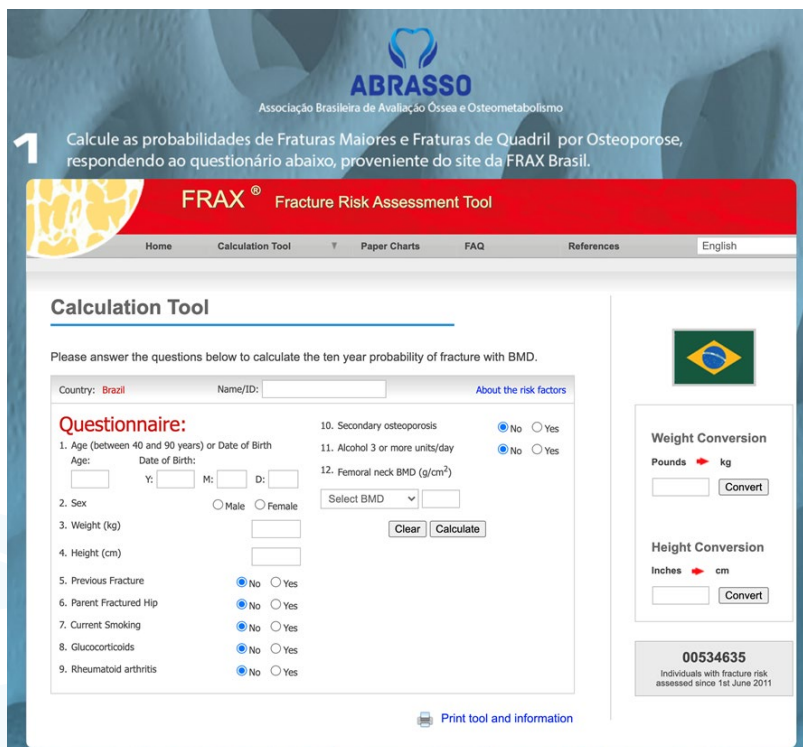 ABRASSO
Associação Brasileira de Avaliação Óssea e Osteometabolismo
1
Calcule as probabilidades de Fraturas Maiores e Fraturas de Quadril por Osteoporose,
respondendo ao questionário abaixo, proveniente do site da FRAX Brasil.
FRAX ® Fracture Risk Assessment Tool
Home Calculation Tool ▼ Paper Charts FAQ References English
Calculation Tool
Please answer the questions below to calculate the ten year probability of fracture with BMD.
Country: Brazil Name/ID: About the risk factors
Questionnaire:
1. Age (between 40 and 90 years) or Date of Birth
Age: Date of Birth:
Y: M: D:
2. Sex Male Female
3. Weight (kg)
4. Height (cm)
5. Previous Fracture No Yes
6. Parent Fractured Hip No Yes
7. Current Smoking No Yes
8. Glucocorticoids No Yes
9. Rheumatoid arthritis No Yes
10. Secondary osteoporosis No Yes
11. Alcohol 3 or more units/day No Yes
12. Femoral neck BMD (g/cm²)
Select BMD
Clear Calculate
Print tool and information
Weight Conversion
Pounds kg
Convert
Height Conversion
Inches cm
Convert
00534635
Individuals with fracture risk
assessed since 1st June 2011